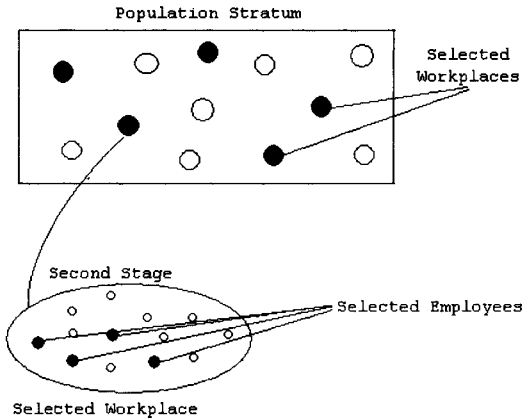 Population Stratum
Selected
Workplaces
Second Stage
Selected Employees
Selected Workplace